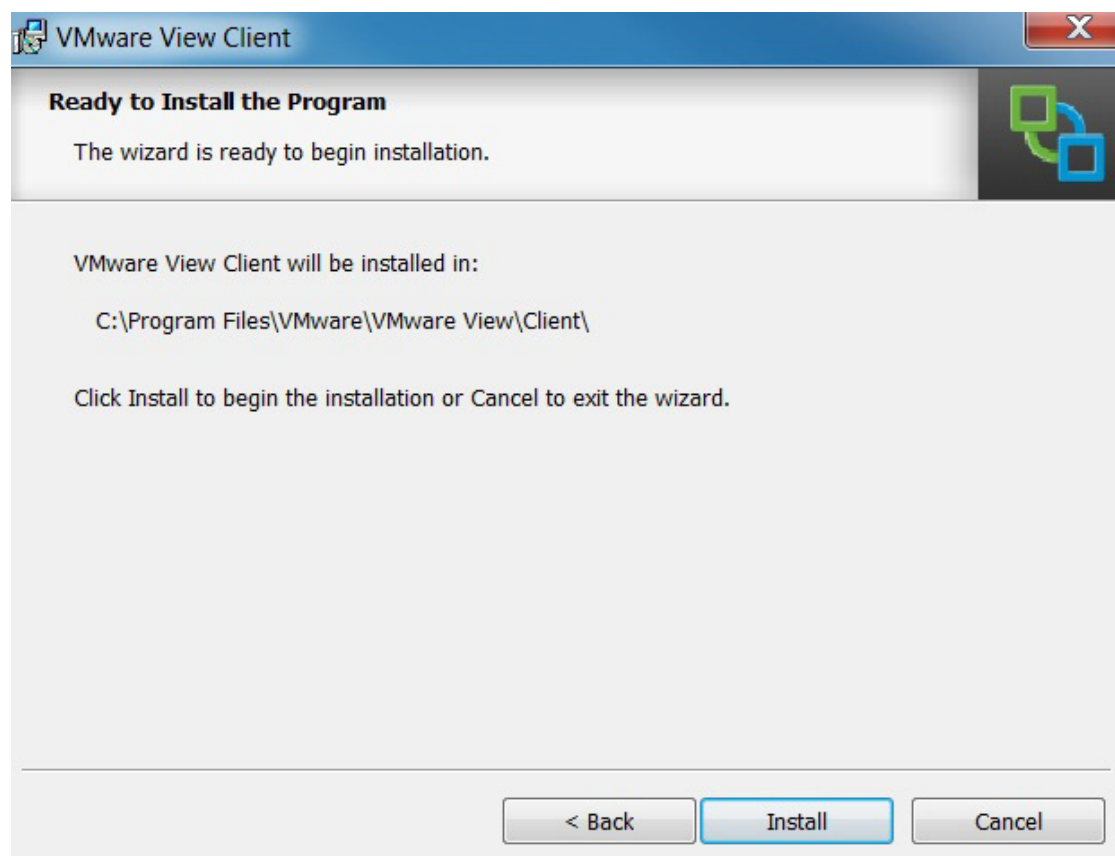 VMware View Client
X
Ready to Install the Program
The wizard is ready to begin installation.
VMware View Client will be installed in:
C:\Program Files\VMware\VMware View\Client\
Click Install to begin the installation or Cancel to exit the wizard.
< Back Install Cancel